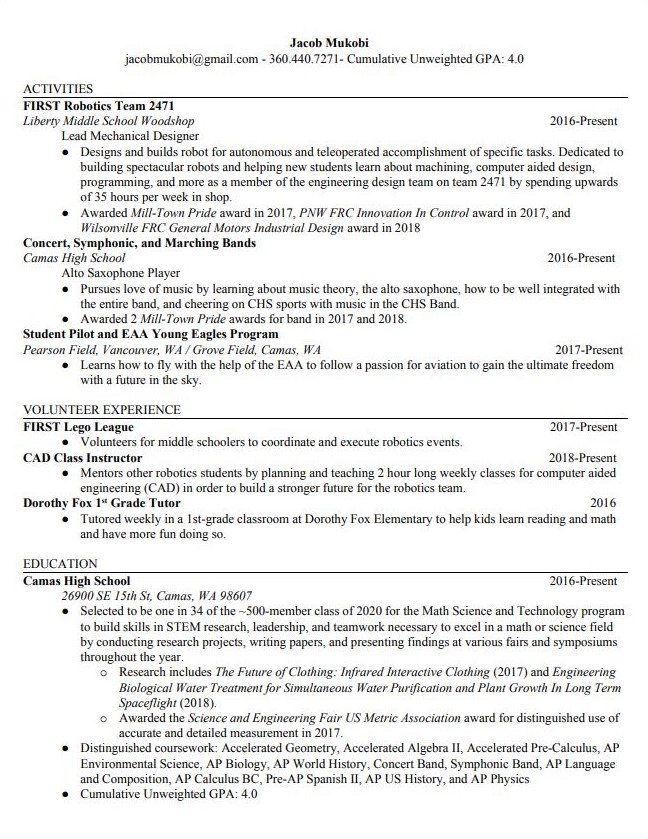 Jacob Mukobi
jacobmukobi@gmail.com - 360.440.7271- Cumulative Unweighted GPA: 4.0
ACTIVITIES
FIRST Robotics Team 2471
Liberty Middle School Woodshop 2016-Present
Lead Mechanical Designer
● Designs and builds robot for autonomous and teleoperated accomplishment of specific tasks. Dedicated to
building spectacular robots and helping new students learn about machining, computer aided design,
programming, and more as a member of the engineering design team on team 2471 by spending upwards
of 35 hours per week in shop.
● Awarded Mill-Town Pride award in 2017, PNW FRC Innovation In Control award in 2017, and
Wilsonville FRC General Motors Industrial Design award in 2018
Concert, Symphonic, and Marching Bands
Camas High School 2016-Present
Alto Saxophone Player
● Pursues love of music by learning about music theory, the alto saxophone, how to be well integrated with
the entire band, and cheering on CHS sports with music in the CHS Band.
● Awarded 2 Mill-Town Pride awards for band in 2017 and 2018.
Student Pilot and EAA Young Eagles Program
Pearson Field, Vancouver, WA / Grove Field, Camas, WA 2017-Present
● Learns how to fly with the help of the EAA to follow a passion for aviation to gain the ultimate freedom
with a future in the sky.
VOLUNTEER EXPERIENCE
FIRST Lego League 2017-Present
● Volunteers for middle schoolers to coordinate and execute robotics events.
CAD Class Instructor 2018-Present
● Mentors other robotics students by planning and teaching 2 hour long weekly classes for computer aided
engineering (CAD) in order to build a stronger future for the robotics team.
Dorothy Fox 1st Grade Tutor 2016
● Tutored weekly in a 1st-grade classroom at Dorothy Fox Elementary to help kids learn reading and math
and have more fun doing so.
EDUCATION
Camas High School 2016-Present
26900 SE 15th St, Camas, WA 98607
● Selected to be one in 34 of the ~500-member class of 2020 for the Math Science and Technology program
to build skills in STEM research, leadership, and teamwork necessary to excel in a math or science field
by conducting research projects, writing papers, and presenting findings at various fairs and symposiums
throughout the year.
○ Research includes The Future of Clothing: Infrared Interactive Clothing (2017) and Engineering
Biological Water Treatment for Simultaneous Water Purification and Plant Growth In Long Term
Spaceflight (2018).
○ Awarded the Science and Engineering Fair US Metric Association award for distinguished use of
accurate and detailed measurement in 2017.
● Distinguished coursework: Accelerated Geometry, Accelerated Algebra II, Accelerated Pre-Calculus, AP
Environmental Science, AP Biology, AP World History, Concert Band, Symphonic Band, AP Language
and Composition, AP Calculus BC, Pre-AP Spanish II, AP US History, and AP Physics
● Cumulative Unweighted GPA: 4.0